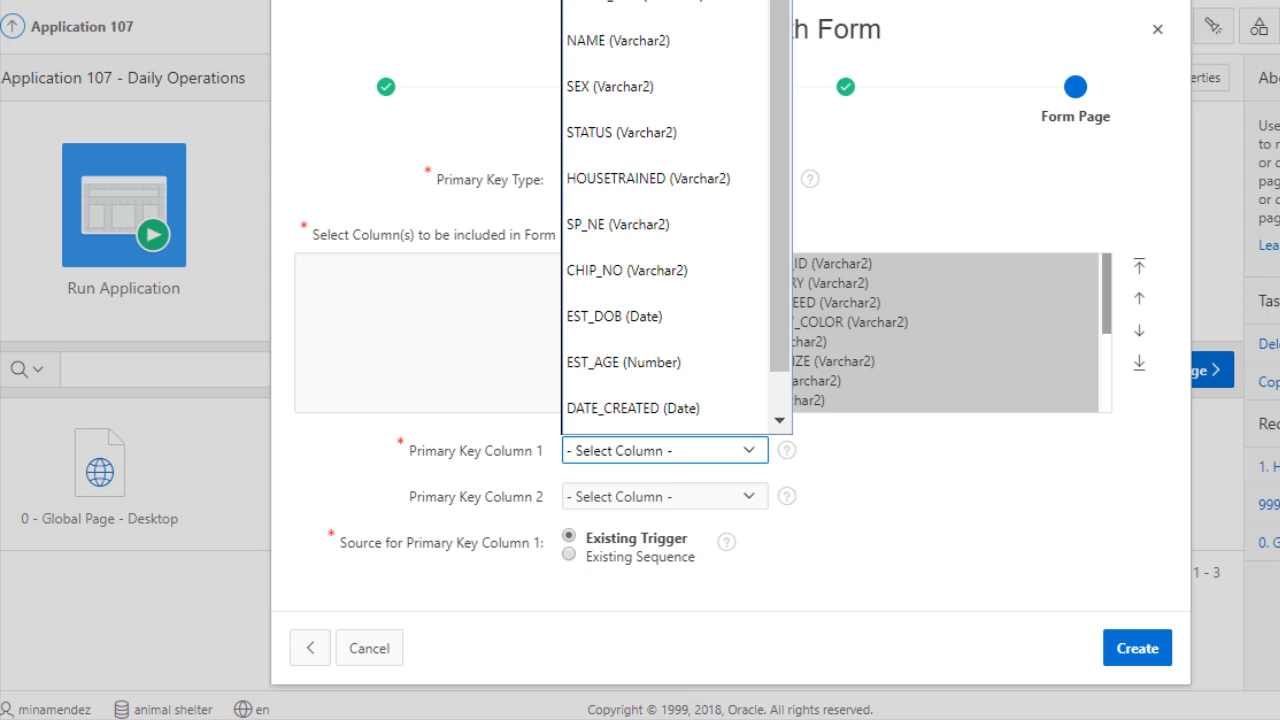 Application 107
h Form
NAME (Varchar2)
Application 107 - Daily Operations
erties
SEX (Varchar2)
Form Page
STATUS (Varchar2)
Primary Key Type:
HOUSETRAINED (Varchar2)
* Select Column(s) to be included in Form
SP_NE (Varchar2)
_ID (Varchar2)
CHIP_NO (Varchar2)
RY (Varchar2)
EED (Varchar2)
_COLOR (Varchar2)
Run Application
EST_DOB (Date)
char2)
IZE (Varchar2)
EST_AGE (Number)
archar2)
har2)
ge
DATE_CREATED (Date)
* Primary Key Column 1
- Select Column -
Primary Key Column 2
- Select Column -
0 - Global Page - Desktop
* Source for Primary Key Column 1:
Existing Trigger
Existing Sequence
1 - 3
Cancel
Create
minamendez
animal shelter
en
Copyright © 1999, 2018, Oracle. All rights reserved.
Use
to r
or c
pag
or c
pag
Lea
Tas
Del
Cop
Rec
1. H
999
0. G